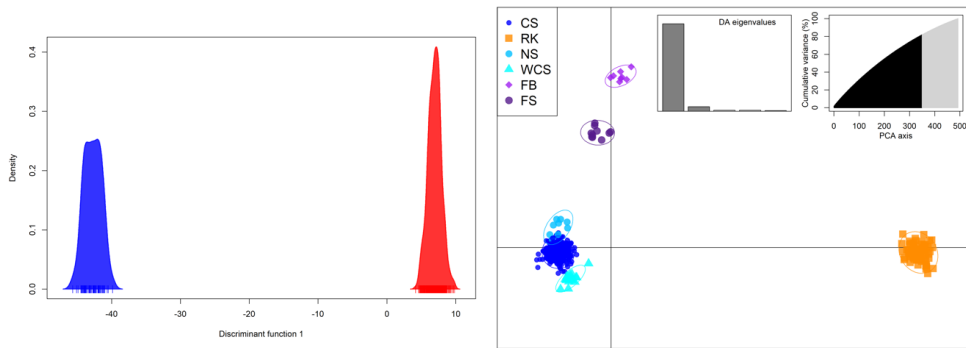 Density
0.0
0.1
0.2
0.3
0.4
-40
-30
-20
-10
0
10
Discriminant function 1
CS
RK
NS
WCS
FB
FS
DA eigenvalues
Cumulative variance (%)
0 20 40 60 80 100
0 100 200 300 400 500
PCA axis